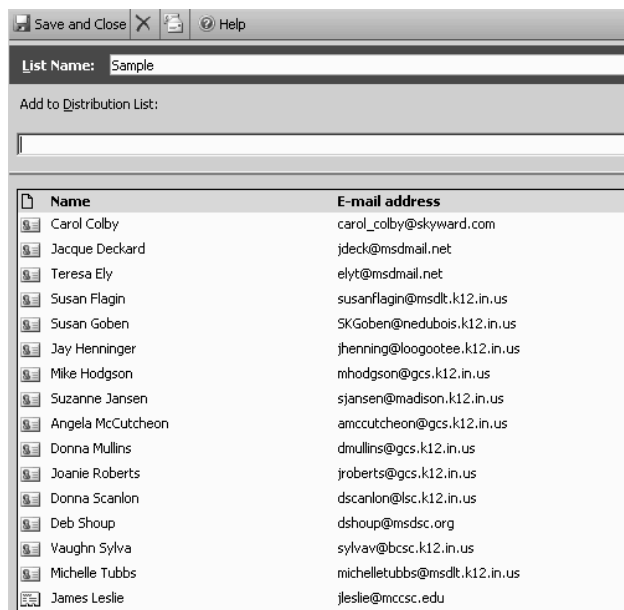 Save and Close Help
List Name: Sample
Add to Distribution List:
Name E-mail address
Carol Colby carol_colby@skyward.com
Jacque Deckard jdeck@msdmail.net
Teresa Ely elyt@msdmail.net
Susan Flagin susanflagin@msdlt.k12.in.us
Susan Goben SKGoben@nedubois.k12.in.us
Jay Henninger jhenning@loogootee.k12.in.us
Mike Hodgson mhodgson@gcs.k12.in.us
Suzanne Jansen sjansen@madison.k12.in.us
Angela McCutcheon amccutcheon@gcs.k12.in.us
Donna Mullins dmullins@gcs.k12.in.us
Joanie Roberts jroberts@gcs.k12.in.us
Donna Scanlon dscanlon@lsc.k12.in.us
Deb Shoup dshoup@msdsc.org
Vaughn Sylva sylvav@bcsc.k12.in.us
Michelle Tubbs michelletubbs@msdlt.k12.in.us
James Leslie jleslie@mccsc.edu